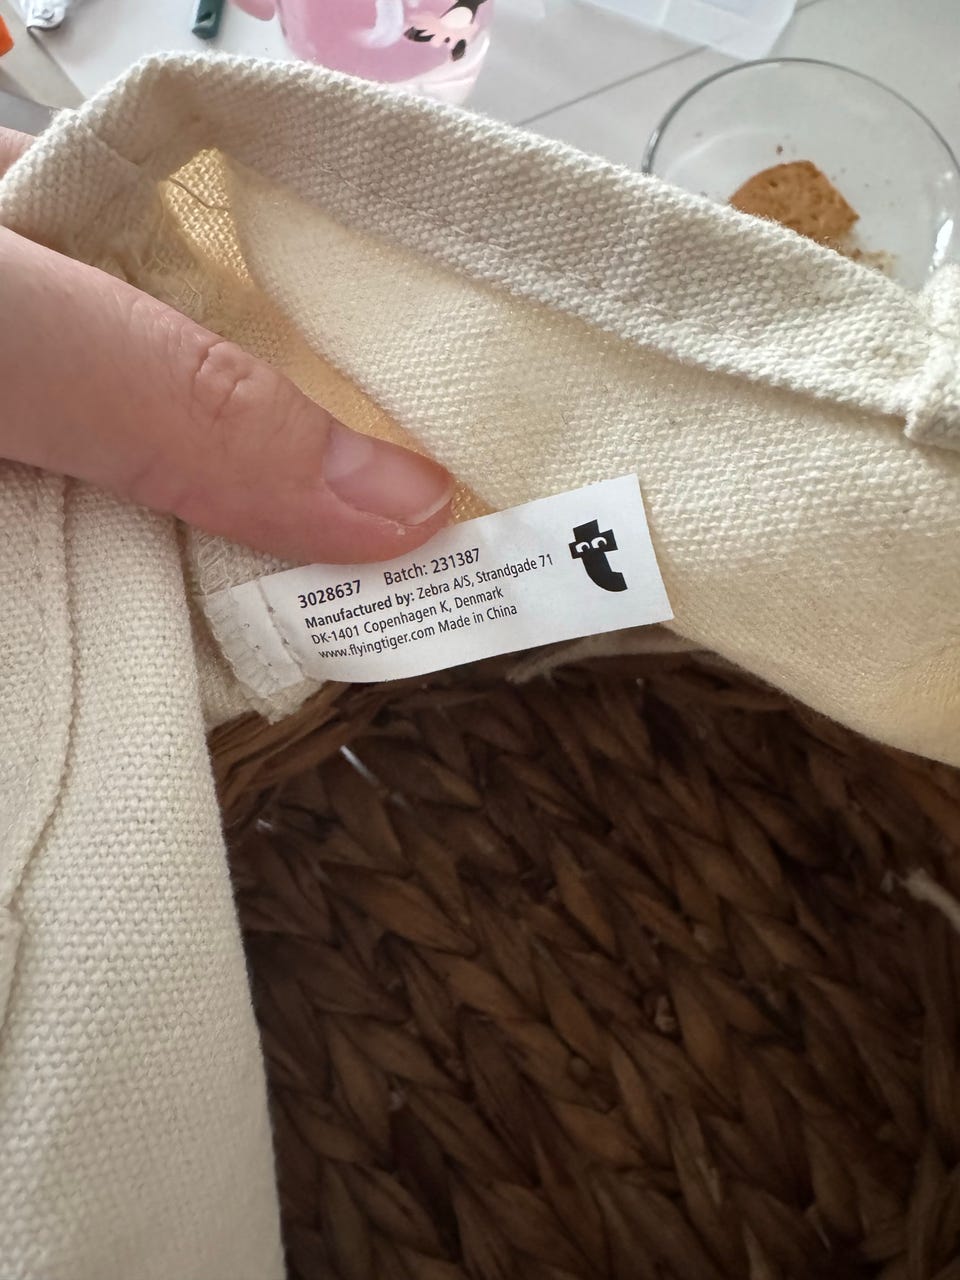 3028637 Batch: 231387
Manufactured by: Zebra A/S, Strandgade 71
DK-1401 Copenhagen K, Denmark
www.flyingtiger.com Made in China
t